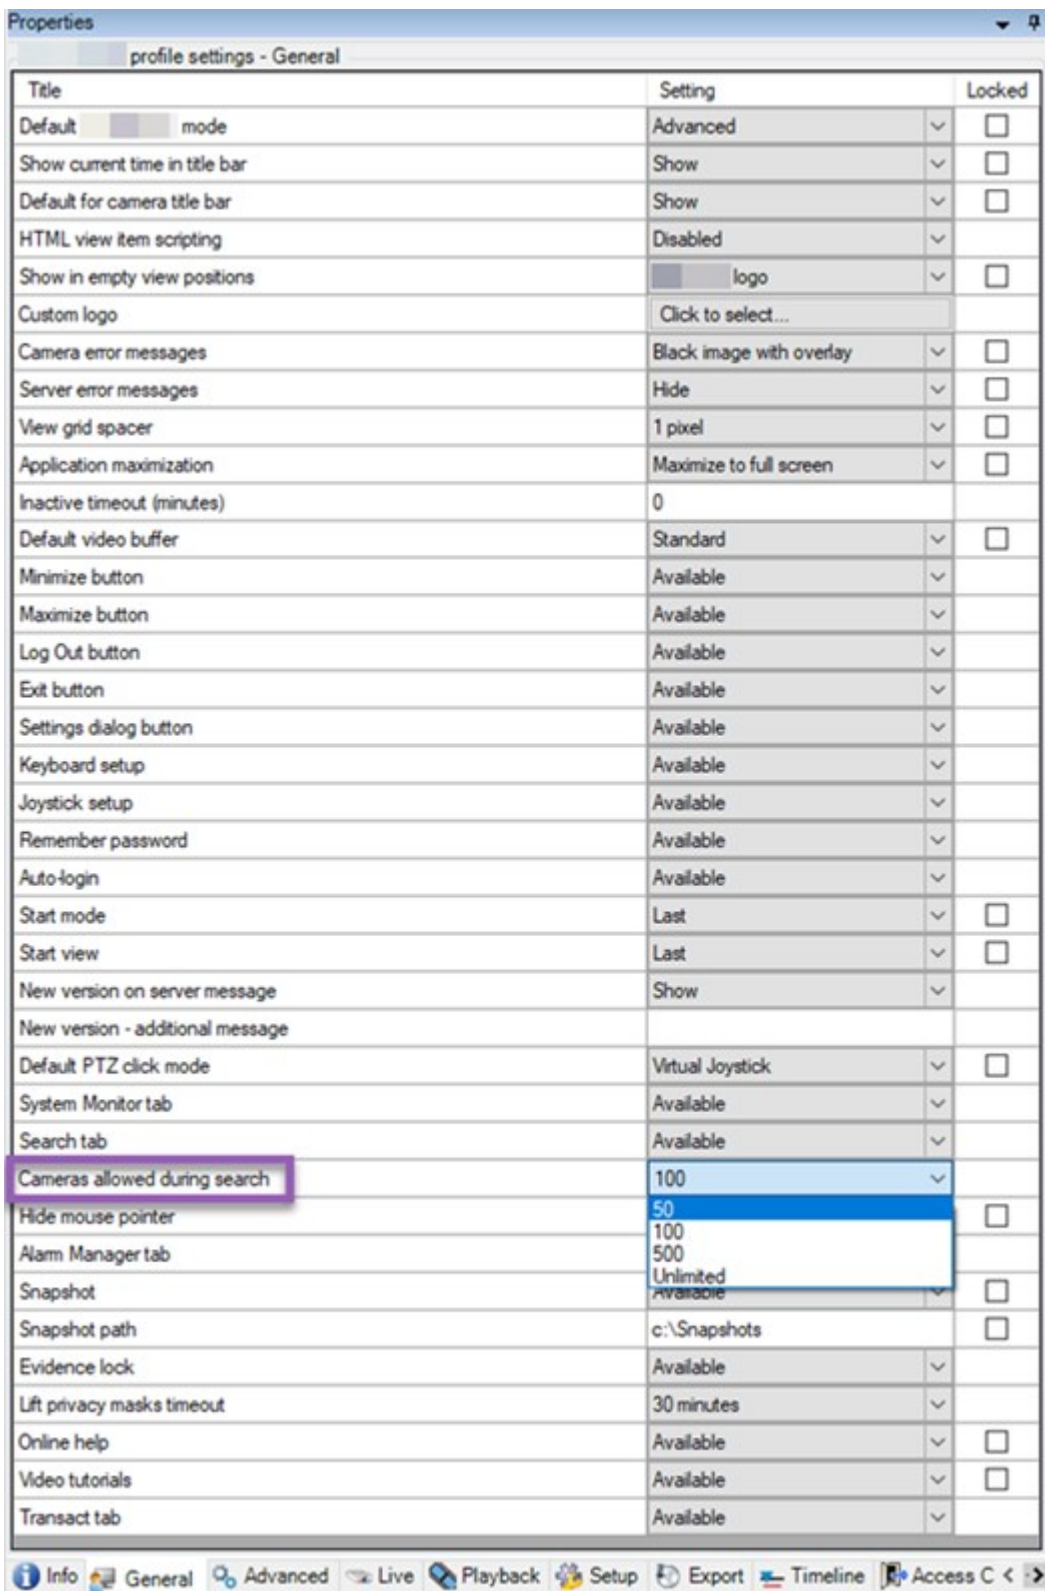 Properties
profile settings - General
Title Setting Locked
Default mode Advanced
Show current time in title bar Show
Default for camera title bar Show
HTML view item scripting Disabled
Show in empty view positions logo
Custom logo Click to select...
Camera error messages Black image with overlay
Server error messages Hide
View grid spacer 1 pixel
Application maximization Maximize to full screen
Inactive timeout (minutes) 0
Default video buffer Standard
Minimize button Available
Maximize button Available
Log Out button Available
Exit button Available
Settings dialog button Available
Keyboard setup Available
Joystick setup Available
Remember password Available
Auto-login Available
Start mode Last
Start view Last
New version on server message Show
New version - additional message
Default PTZ click mode Virtual Joystick
System Monitor tab Available
Search tab Available
Cameras allowed during search 100
Hide mouse pointer 50
100
Alarm Manager tab 500
Unlimited
Snapshot Available
Snapshot path c:\Snapshots
Evidence lock Available
Lift privacy masks timeout 30 minutes
Online help Available
Video tutorials Available
Transact tab Available
Info General Advanced Live Playback Setup Export Timeline Access C